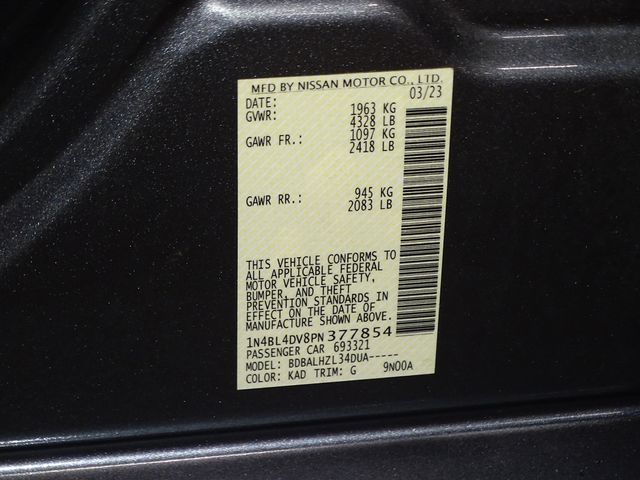 MFD BY NISSAN MOTOR CO., LTD.
DATE: 03/23
GVWR: 1963 KG
4328 LB
GAWR FR.: 1097 KG
2418 LB
GAWR RR.: 945 KG
2083 LB
THIS VEHICLE CONFORMS TO
ALL APPLICABLE FEDERAL
MOTOR VEHICLE SAFETY,
BUMPER, AND THEFT
PREVENTION STANDARDS IN
EFFECT ON THE DATE OF
MANUFACTURE SHOWN ABOVE.
1N4BL4DV8PN377854
PASSENGER CAR 693321
MODEL: BDBALHZL34DUA-----
COLOR: KAD TRIM: G 9N00A